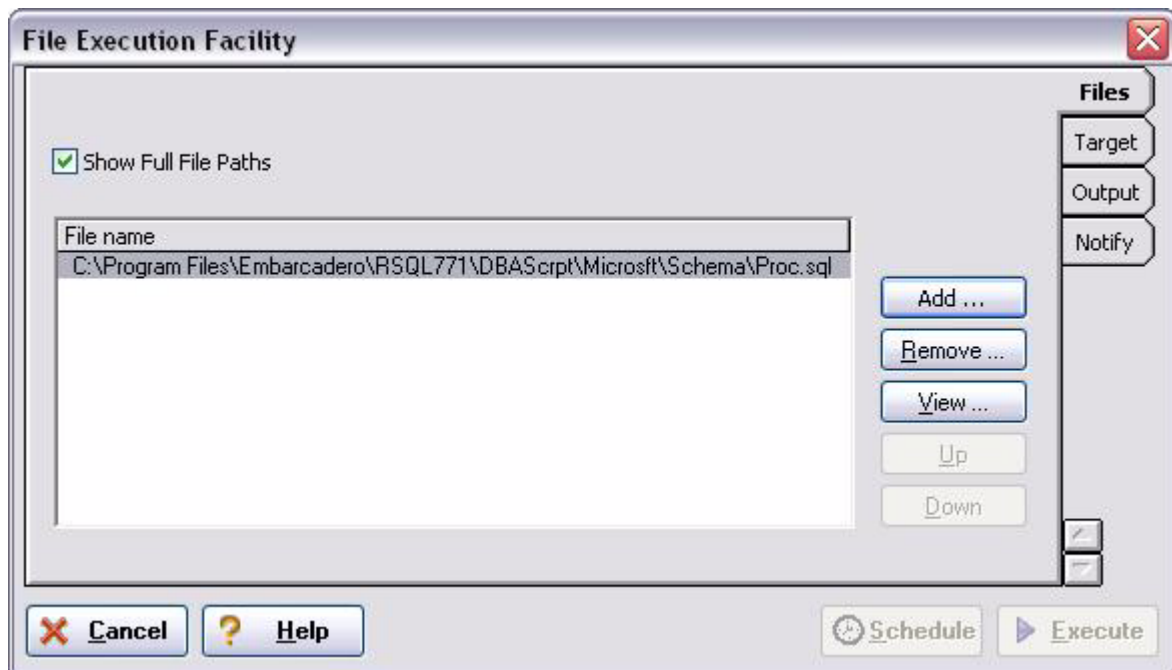 File Execution Facility
Files
Target
Output
Notify
Show Full File Paths
File name
C:\Program Files\Embarcadero\RSQL771\DBAScrpt\Microsft\Schema\Proc.sql
Add ...
Remove ...
View ...
Up
Down
Cancel
Help
Schedule
Execute